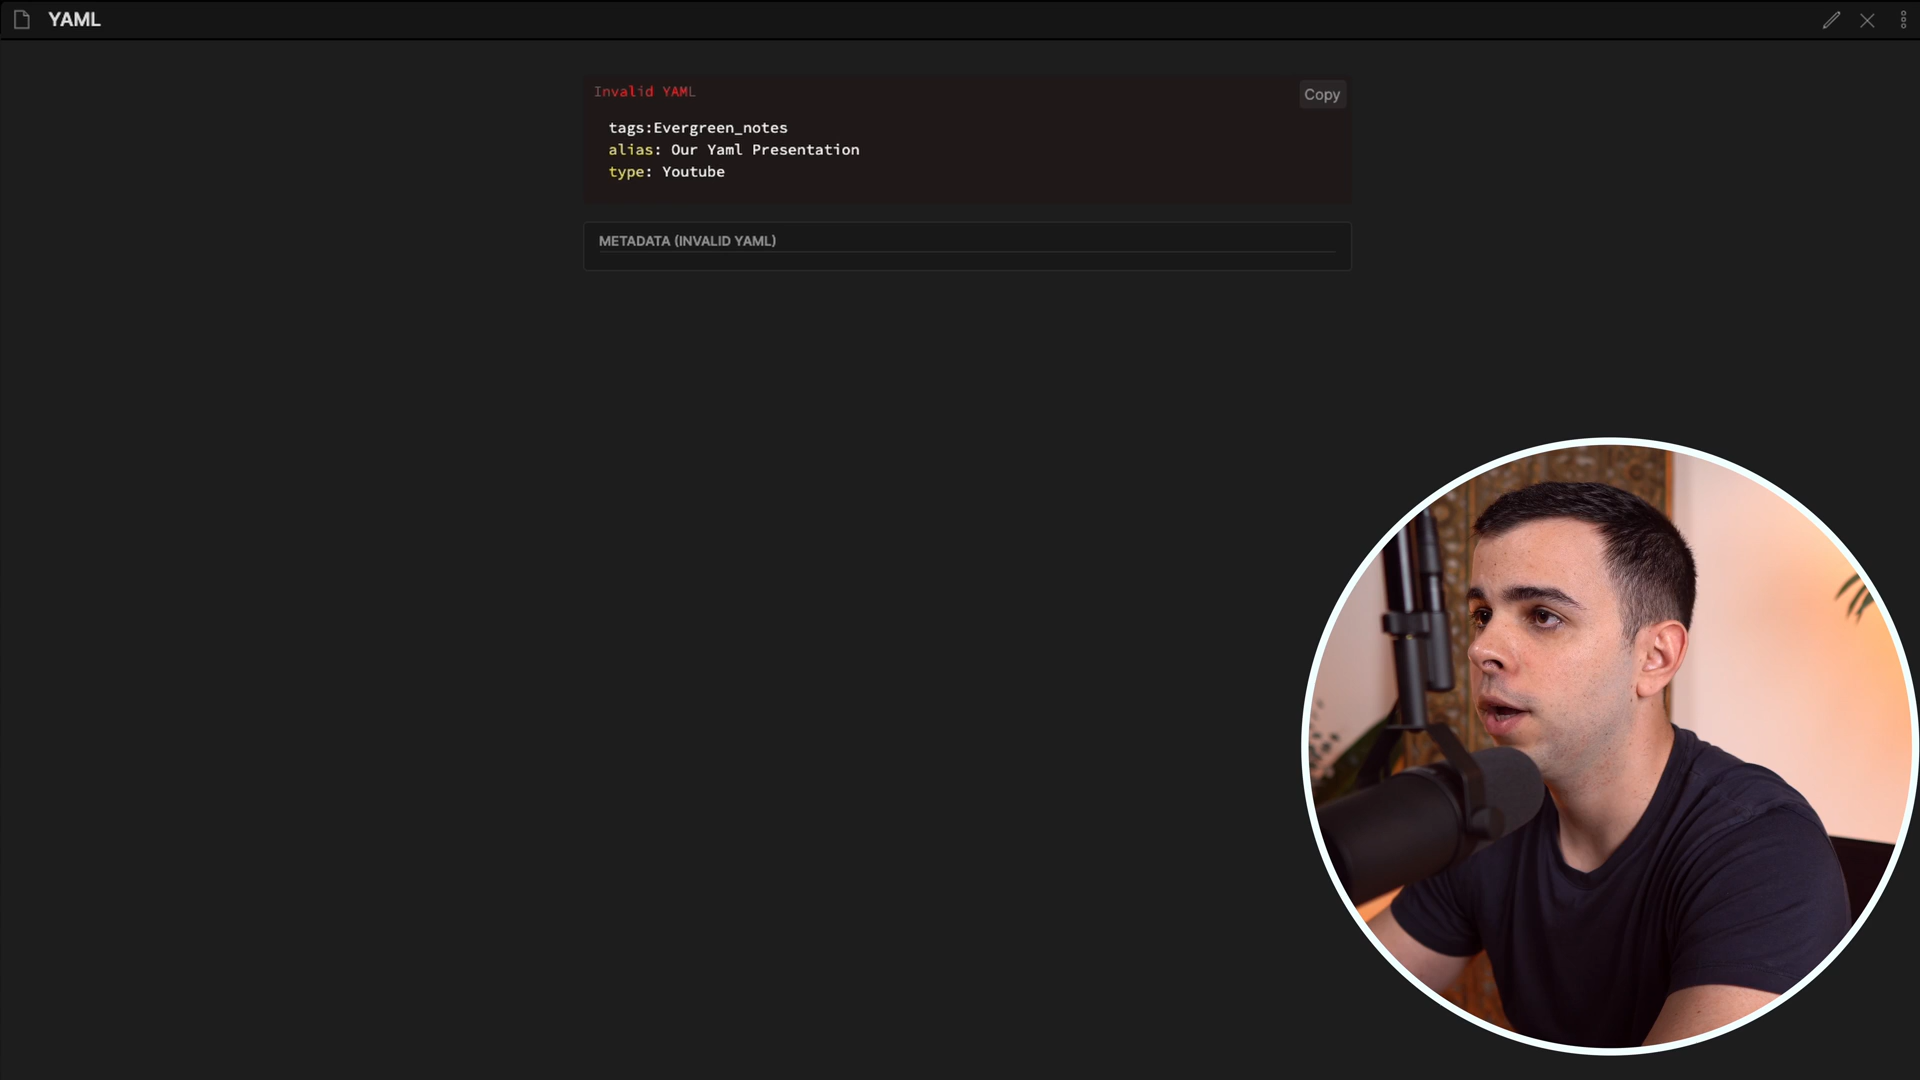 YAML
Invalid YAML
Copy
tags:Evergreen_notes
alias: Our Yaml Presentation
type: Youtube
METADATA (INVALID YAML)